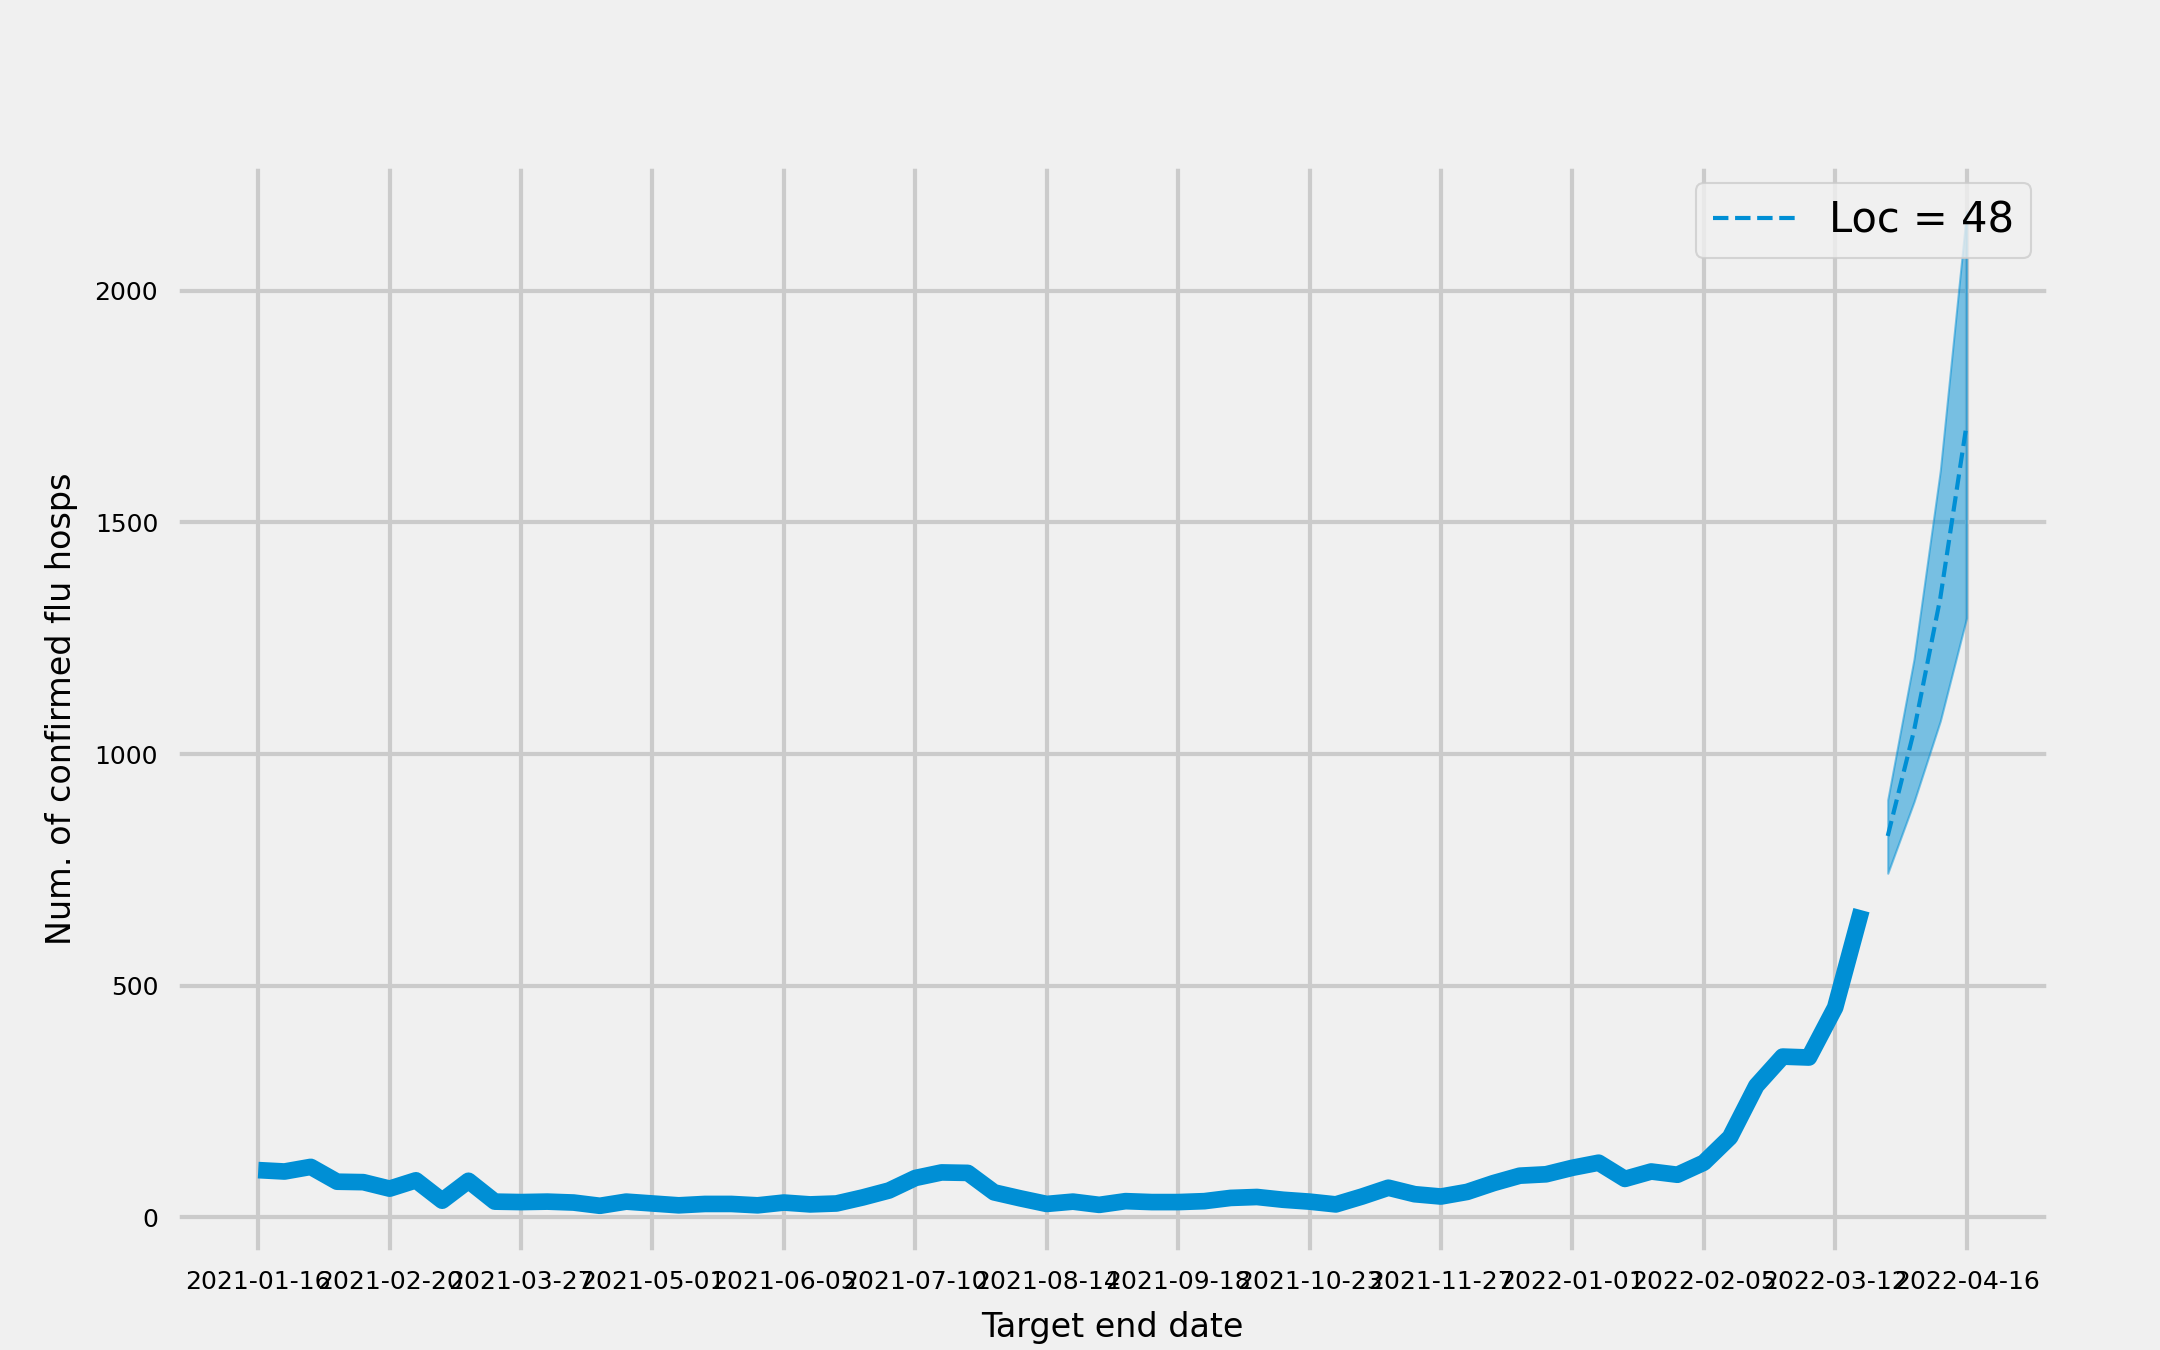 Loc = 48
2000
1500
1000
500
0
Num. of confirmed flu hosps
2021-01-16 2021-02-20 2021-03-27 2021-05-01 2021-06-05 2021-07-10 2021-08-14 2021-09-18 2021-10-23 2021-11-27 2022-01-01 2022-02-05 2022-03-12 2022-04-16
Target end date